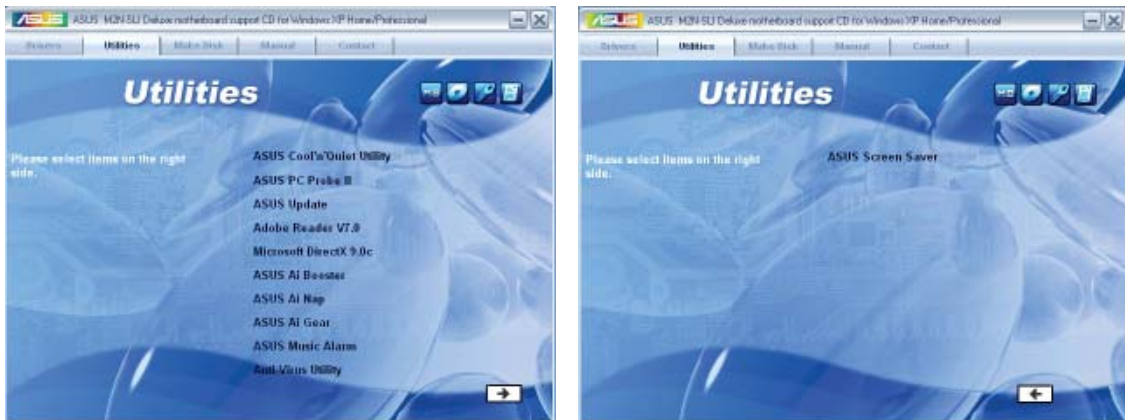 ASUS M2N-SLI Deluxe motherboard support CD for Windows XP Home/Professional
Drivers Utilities Make Disk Manual Contact
Utilities
Please select items on the right
side.
ASUS Cool'n'Quiet Utility
ASUS PC Probe II
ASUS Update
Adobe Reader V7.0
Microsoft DirectX 9.0c
ASUS Ai Booster
ASUS Ai Nap
ASUS Ai Gear
ASUS Music Alarm
Anti-Virus Utility
ASUS M2N-SLI Deluxe motherboard support CD for Windows XP Home/Professional
Drivers Utilities Make Disk Manual Contact
Utilities
Please select items on the right
side.
ASUS Screen Saver